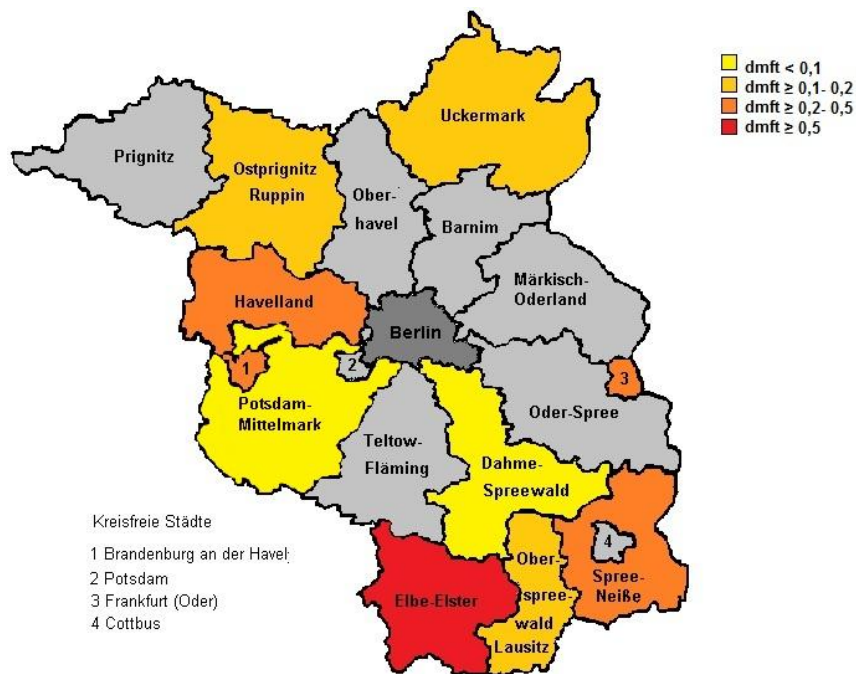 dmft < 0,1
dmft ≥ 0,1- 0,2
dmft ≥ 0,2- 0,5
dmft ≥ 0,5
Uckermark
Prignitz
Ostprignitz
Ruppin
Ober-
havel
Barnim
Märkisch-
Oderland
Havelland
Berlin
1
2
3
Potsdam-
Mittelmark
Oder-Spree
Teltow-
Fläming
Dahme-
Spreewald
4
Spree-
Neiße
Elbe-Elster
Ober-
spree-
wald
Lausitz
Kreisfreie Städte
1 Brandenburg an der Havel
2 Potsdam
3 Frankfurt (Oder)
4 Cottbus